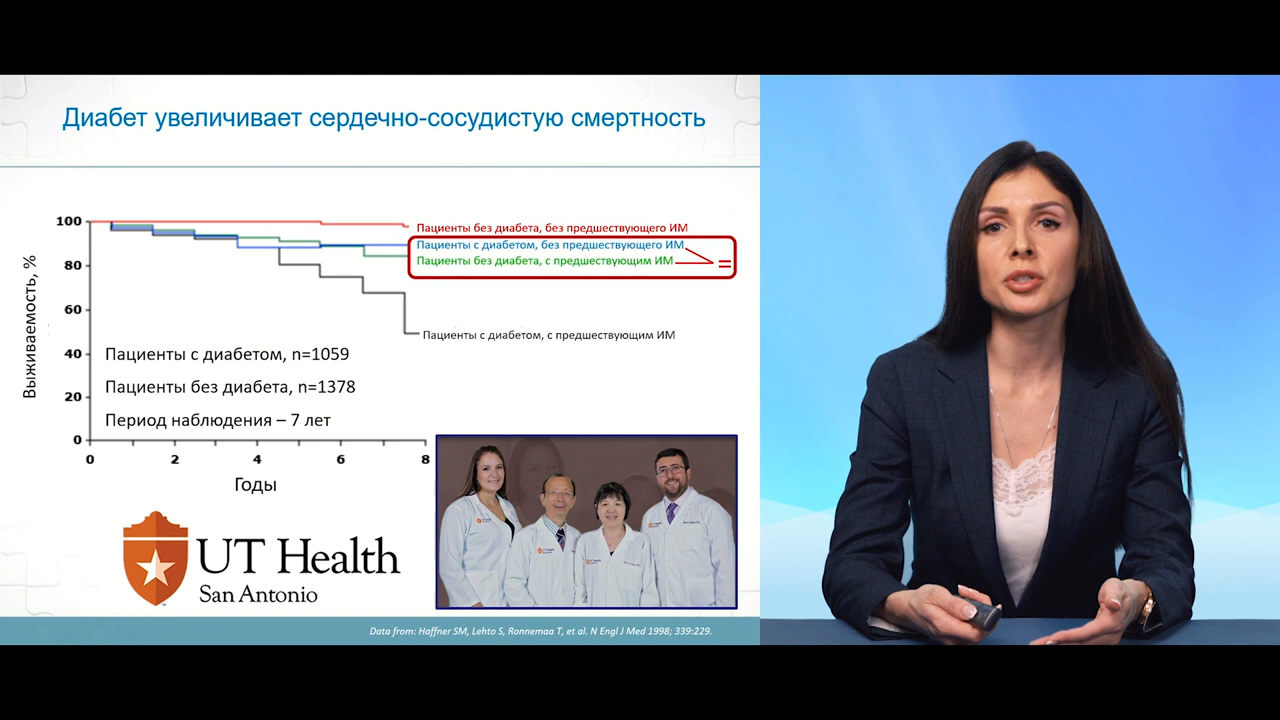 Диабет увеличивает сердечно-сосудистую смертность
Выживаемость, %
100
80
60
40
20
0
0 2 4 6 8
Годы
Пациенты без диабета, без предшествующего ИМ
Пациенты с диабетом, без предшествующего ИМ
Пациенты без диабета, с предшествующим ИМ
=
Пациенты с диабетом, с предшествующим ИМ
Пациенты с диабетом, n=1059
Пациенты без диабета, n=1378
Период наблюдения – 7 лет
UT Health
San Antonio
Data from: Haffner SM, Lehto S, Ronnemaa T, et al. N Engl J Med 1998; 339:229.